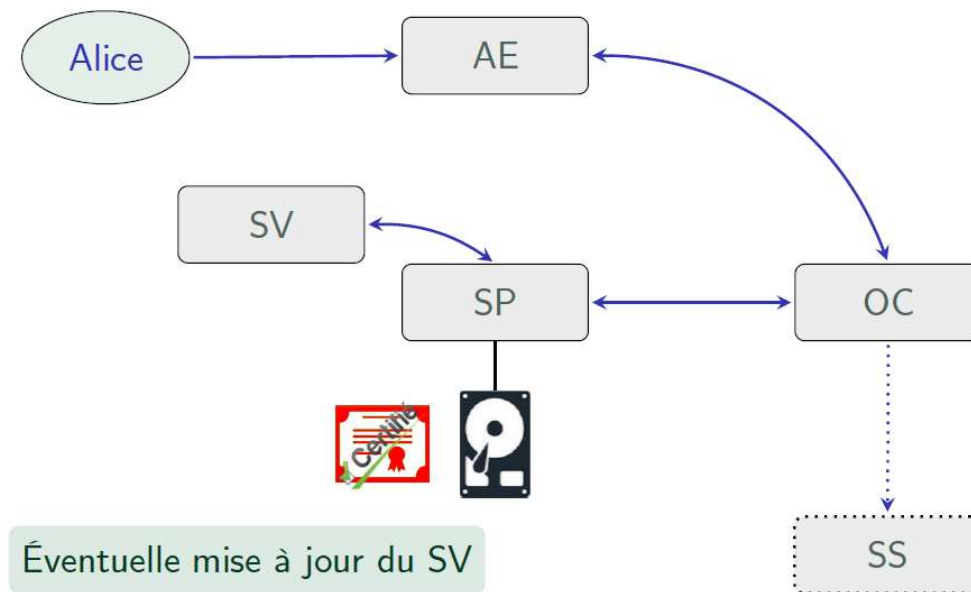 Alice
AE
SV
SP
OC
Certifié
Éventuelle mise à jour du SV
SS